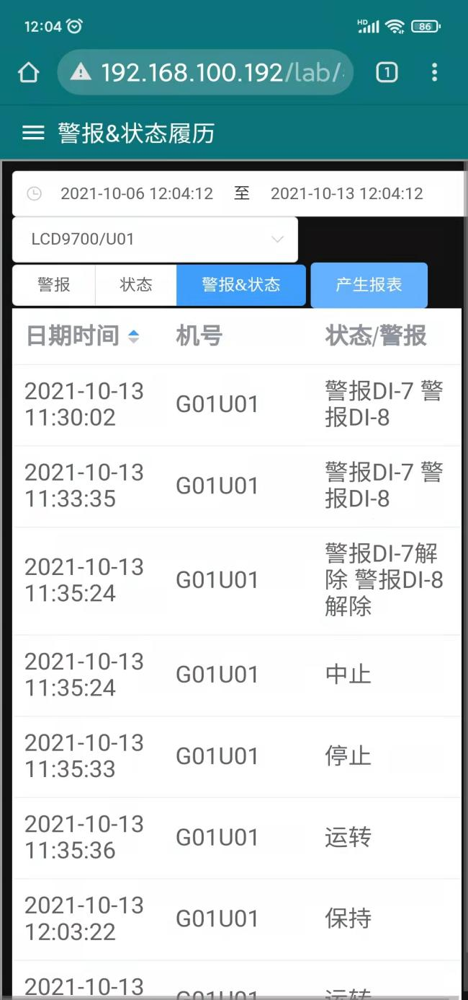 12:04 HD 86
192.168.100.192/lab/
1
警报&状态履历
2021-10-06 12:04:12 至 2021-10-13 12:04:12
LCD9700/U01
警报 状态 警报&状态 产生报表
日期时间 机号 状态/警报
2021-10-13 G01U01 警报DI-7 警
11:30:02 报DI-8
2021-10-13 G01U01 警报DI-7 警
11:33:35 报DI-8
警报DI-7解
2021-10-13 G01U01 除 警报DI-8
11:35:24 解除
2021-10-13 G01U01 中止
11:35:24
2021-10-13 G01U01 停止
11:35:33
2021-10-13 G01U01 运转
11:35:36
2021-10-13 G01U01 保持
12:03:22
2021-10-13 G01U01 运转